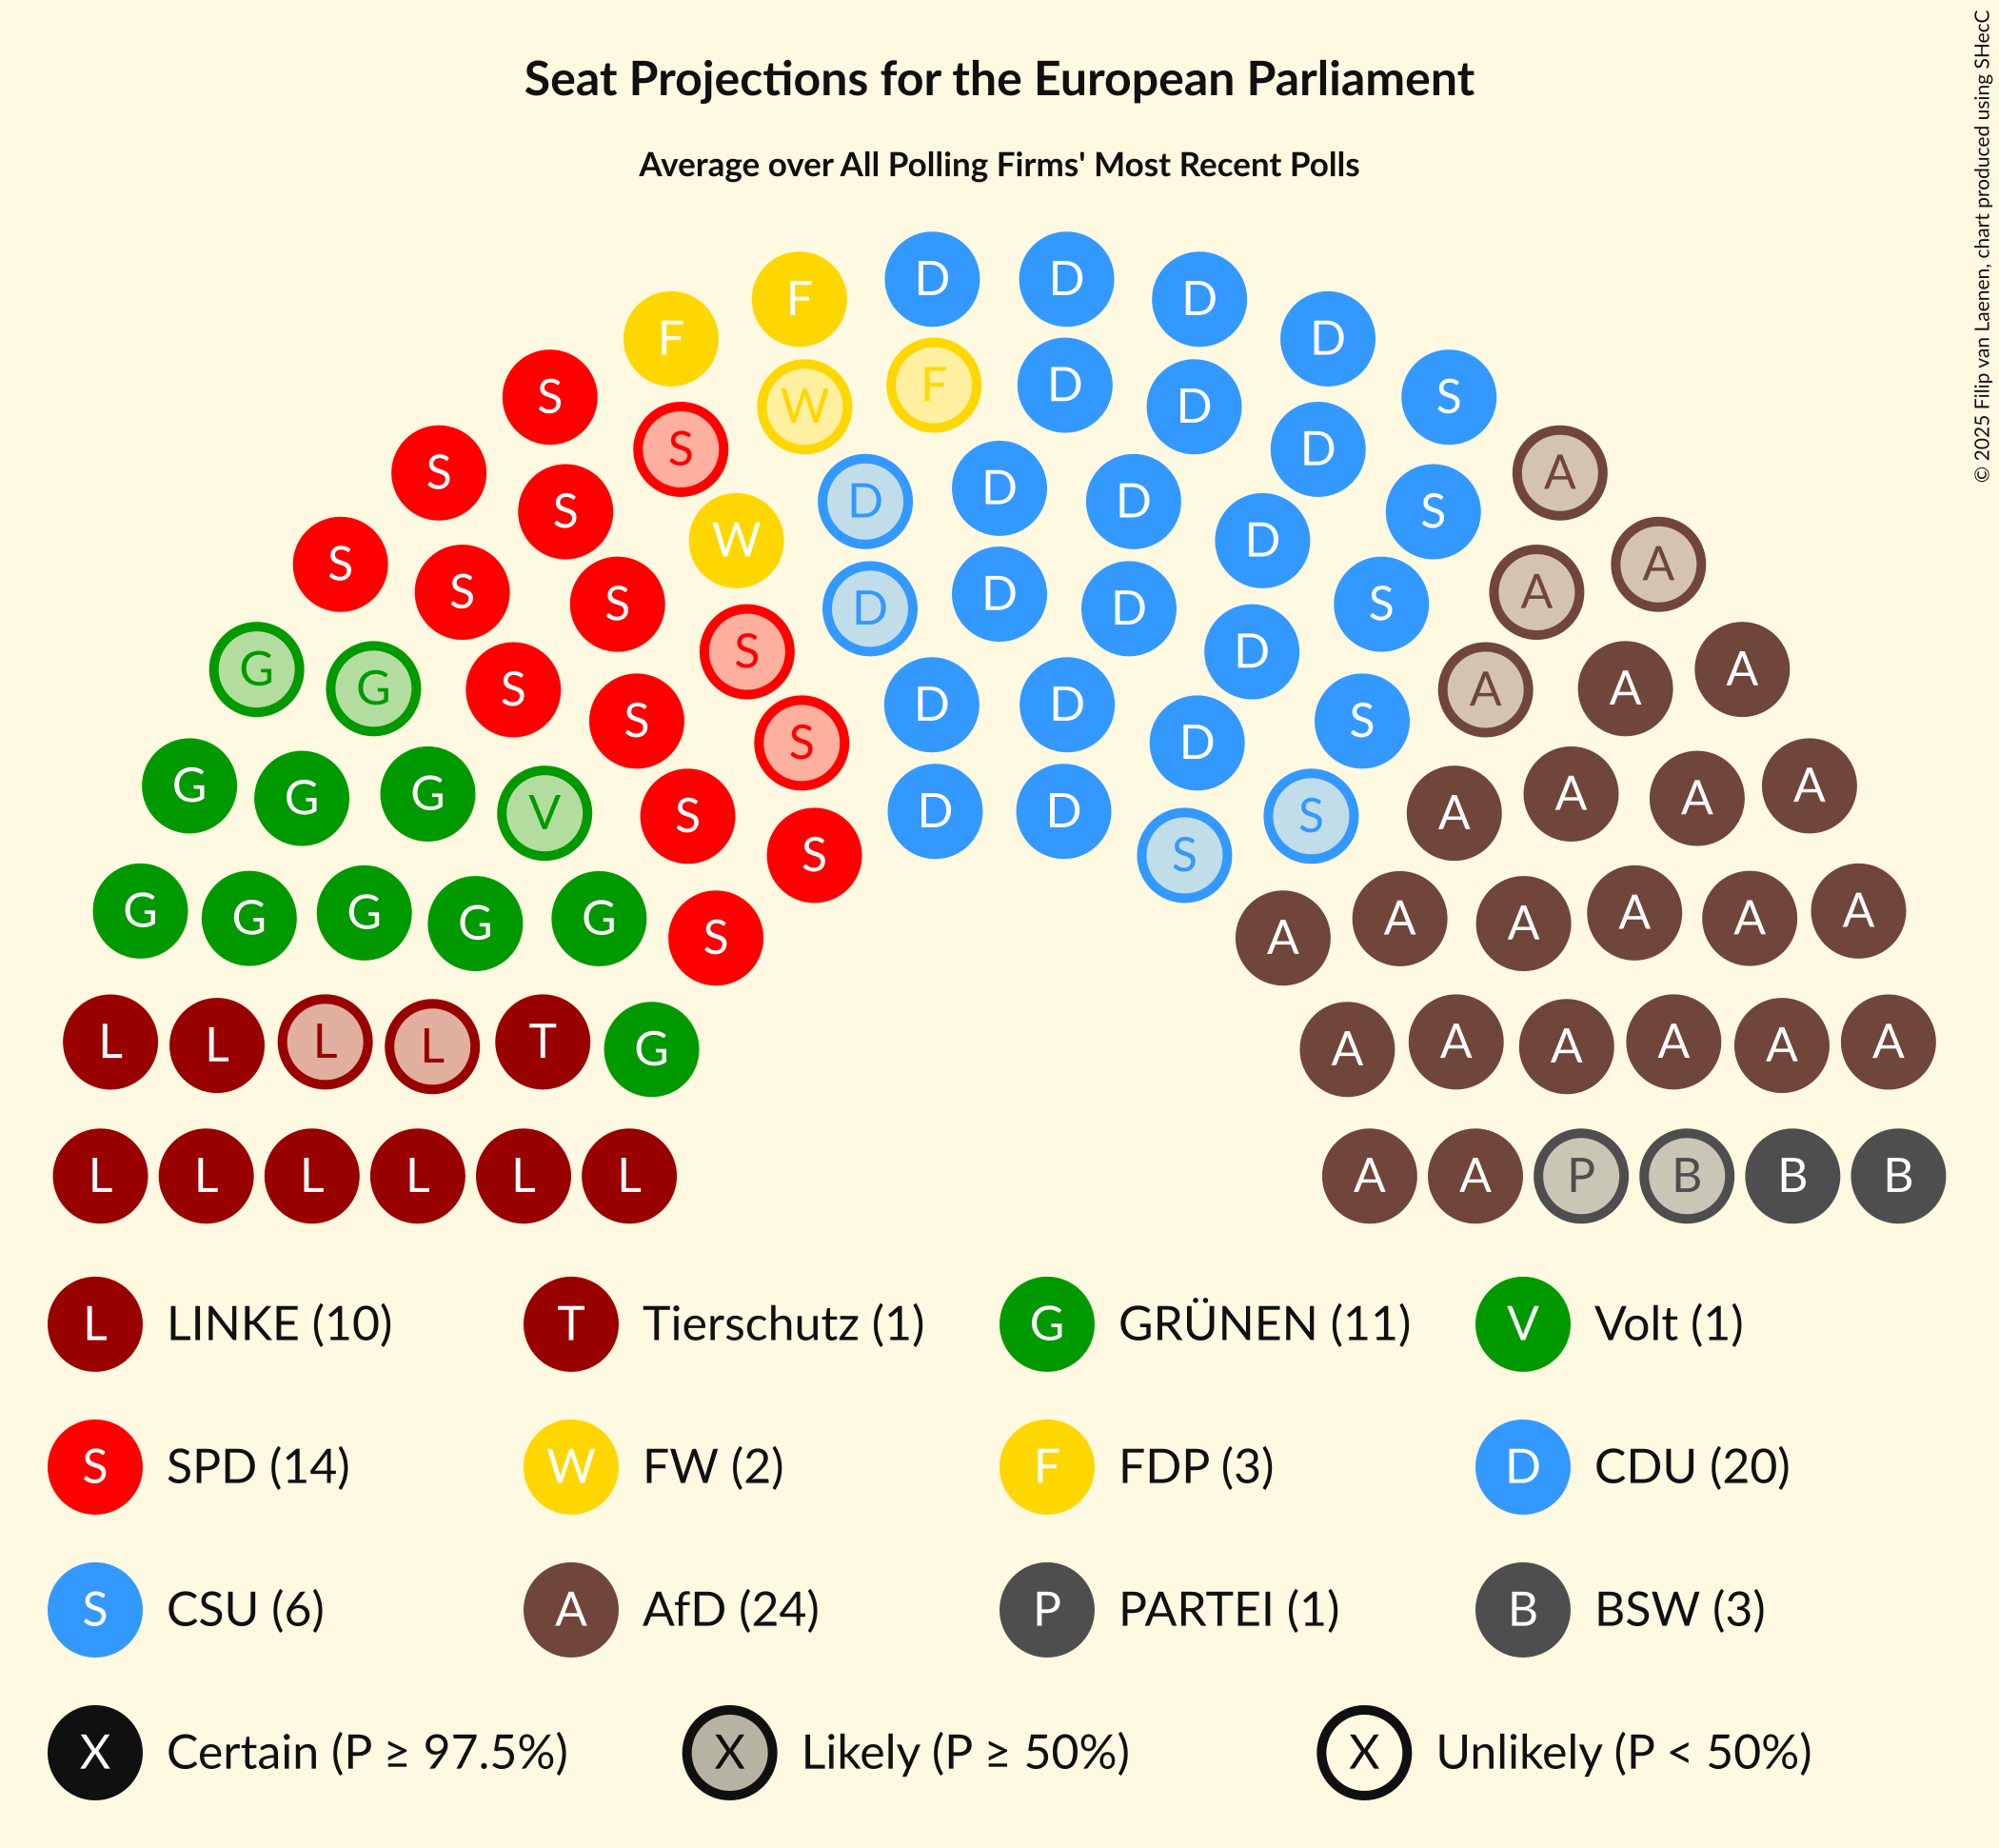 Seat Projections for the European Parliament
Average over All Polling Firms' Most Recent Polls
© 2025 Filip van Laenen, chart produced using SHecC
D D
F D
F D
S S
F D
W D
S D
S A
D
D D
S S
W D
S A
S A
D
D D
S S
S A
S D
G A
G A
S A
D D
S S
S D
G A
G A
G A
V A
D D
S S
S S
G A
G A
G A
G A
G A
S A
L A
L A
L A
L A
T A
G A
L L L L L L A A P B B B
L LINKE (10) T Tierschutz (1) G GRÜNEN (11) V Volt (1)
S SPD (14) W FW (2) F FDP (3) D CDU (20)
S CSU (6) A AfD (24) P PARTEI (1) B BSW (3)
X Certain (P ≥ 97.5%) X Likely (P ≥ 50%) X Unlikely (P < 50%)